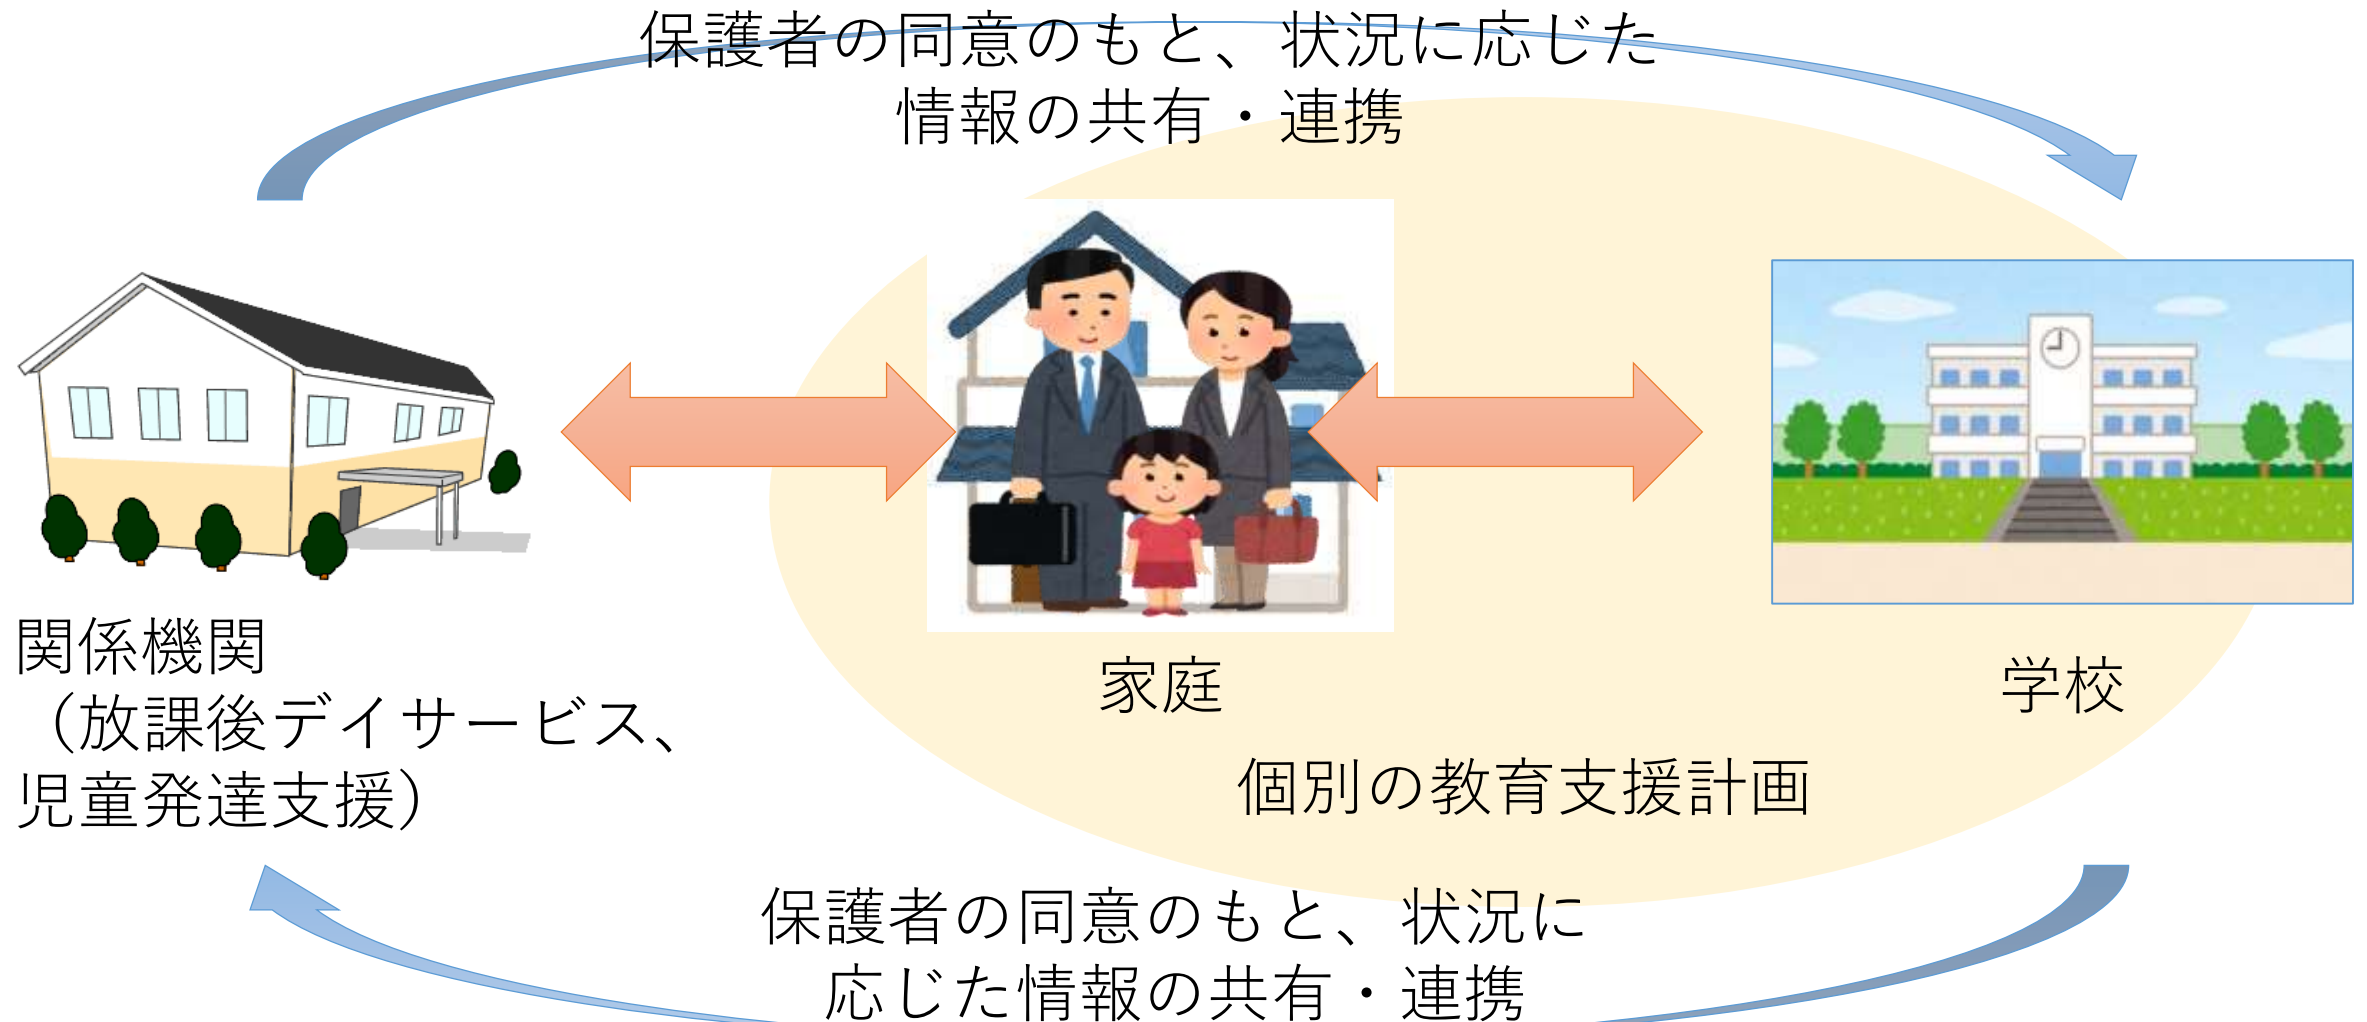 保護者の同意のもと、状況に応じた
情報の共有・連携
関係機関
（放課後デイサービス、
児童発達支援）
家庭
学校
個別の教育支援計画
保護者の同意のもと、状況に
応じた情報の共有・連携